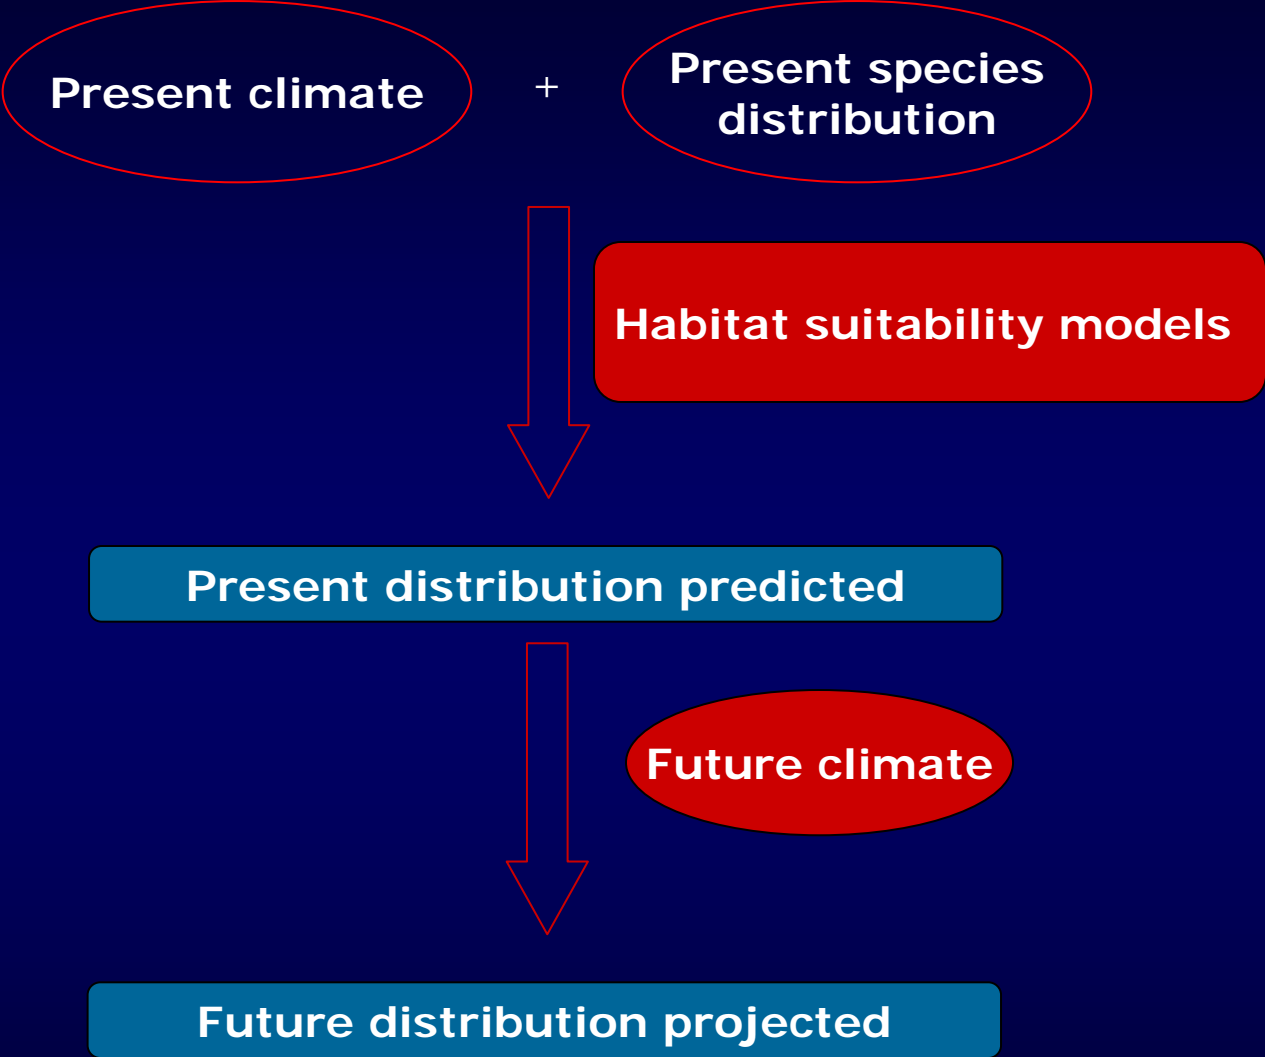 Present climate
+
Present species
distribution
Habitat suitability models
Present distribution predicted
Future climate
Future distribution projected